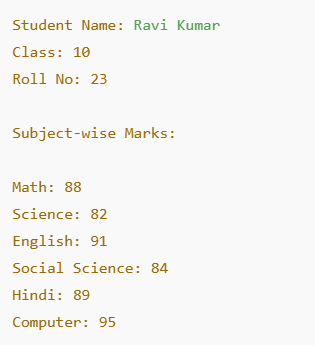 Student Name: Ravi Kumar
Class: 10
Roll No: 23
Subject-wise Marks:
Math: 88
Science: 82
English: 91
Social Science: 84
Hindi: 89
Computer: 95